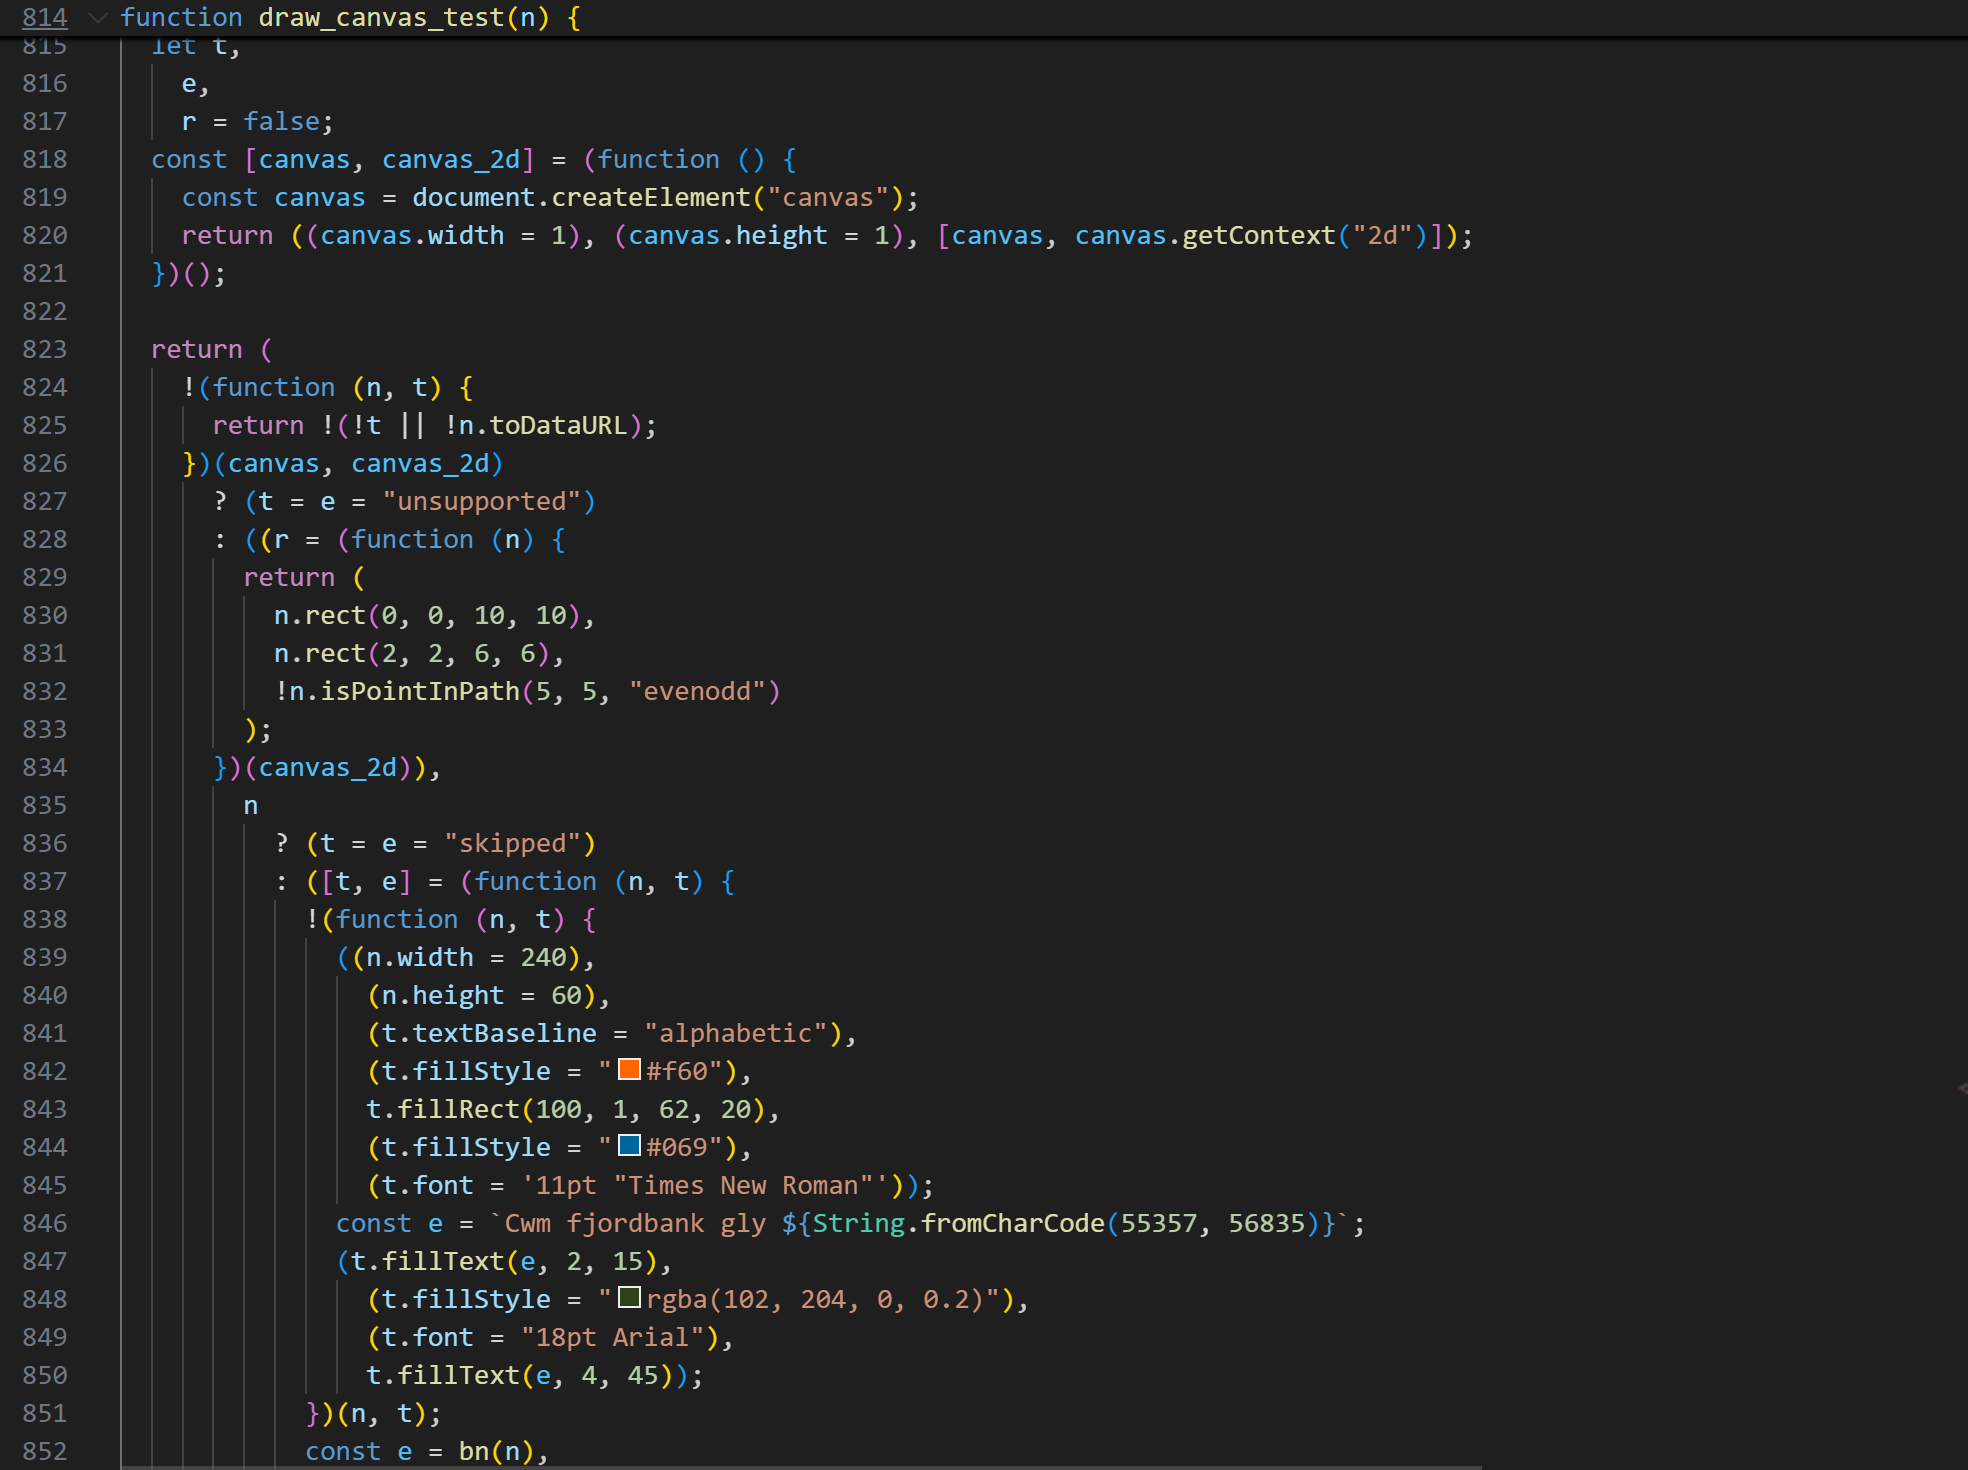 814 function draw_canvas_test(n) {
815 let t,
816 e,
817 r = false;
818 const [canvas, canvas_2d] = (function () {
819 const canvas = document.createElement("canvas");
820 return ((canvas.width = 1), (canvas.height = 1), [canvas, canvas.getContext("2d")]);
821 })();
822
823 return (
824 !(function (n, t) {
825 return !(!t || !n.toDataURL);
826 })(canvas, canvas_2d)
827 ? (t = e = "unsupported")
828 : ((r = (function (n) {
829 return (
830 n.rect(0, 0, 10, 10),
831 n.rect(2, 2, 6, 6),
832 !n.isPointInPath(5, 5, "evenodd")
833 );
834 })(canvas_2d)),
835 n
836 ? (t = e = "skipped")
837 : ([t, e] = (function (n, t) {
838 !(function (n, t) {
839 ((n.width = 240),
840 (n.height = 60),
841 (t.textBaseline = "alphabetic"),
842 (t.fillStyle = "#f60"),
843 t.fillRect(100, 1, 62, 20),
844 (t.fillStyle = "#069"),
845 (t.font = '11pt "Times New Roman"'));
846 const e = `Cwm fjordbank gly ${String.fromCharCode(55357, 56835)}`;
847 (t.fillText(e, 2, 15),
848 (t.fillStyle = "rgba(102, 204, 0, 0.2)"),
849 (t.font = "18pt Arial"),
850 t.fillText(e, 4, 45));
851 })(n, t);
852 const e = bn(n),